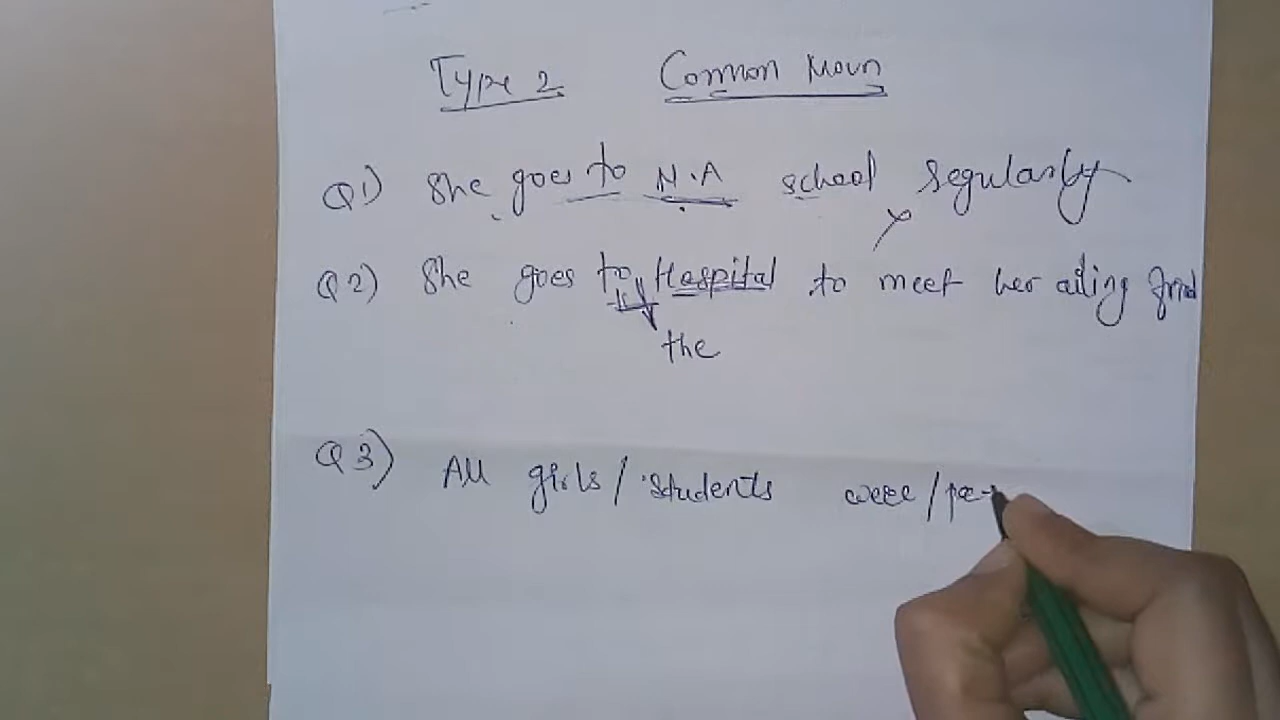 Type 2 Common Noun
Q1) She goes to N.A school regularly
Q2) She goes to Hospital to meet her ailing
the
Q3) All girls / students were /